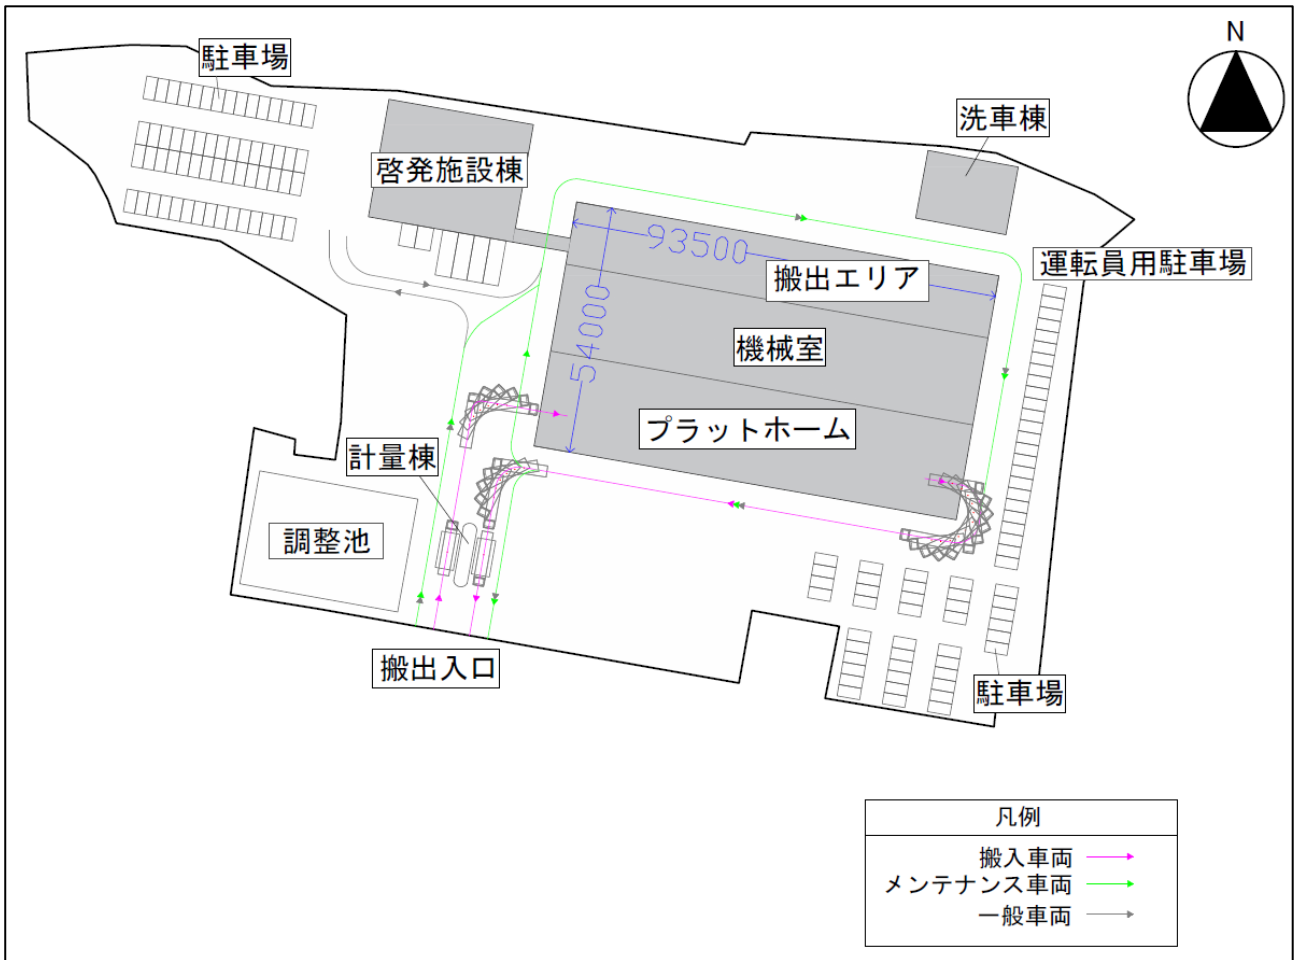 N
駐車場
洗車棟
啓発施設棟
93500
搬出エリア
運転員用駐車場
54000
機械室
プラットホーム
計量棟
調整池
搬出入口
駐車場
凡例
搬入車両
メンテナンス車両
一般車両